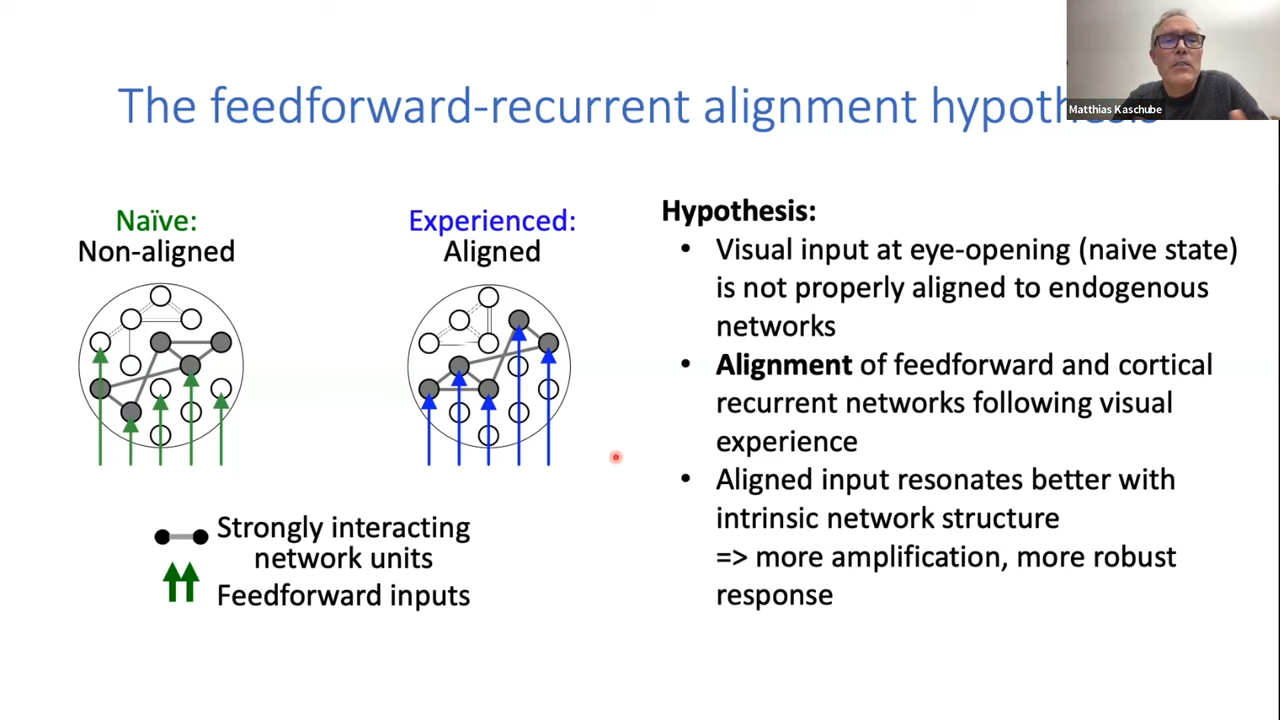 The feedforward-recurrent alignment hypothesis
Matthias Kaschube
Naïve:
Non-aligned
Experienced:
Aligned
Strongly interacting
network units
Feedforward inputs
Hypothesis:
• Visual input at eye-opening (naive state)
is not properly aligned to endogenous
networks
• Alignment of feedforward and cortical
recurrent networks following visual
experience
• Aligned input resonates better with
intrinsic network structure
=> more amplification, more robust
response